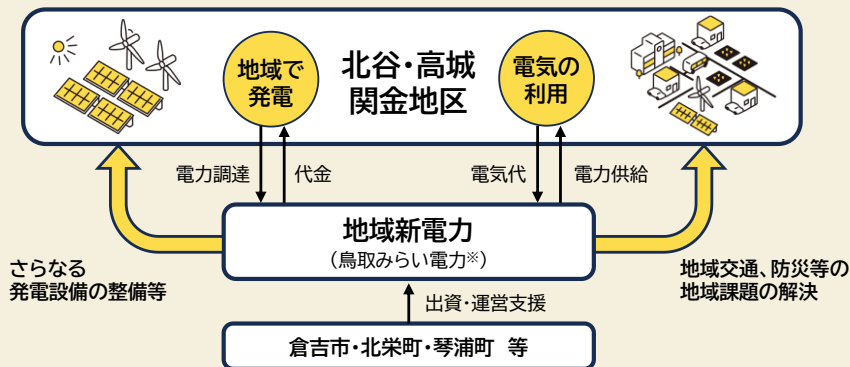 地域で
発電
北谷・高城
関金地区
電気の
利用
電力調達
代金
電気代
電力供給
地域新電力
（鳥取みらい電力※）
さらなる
発電設備の整備等
地域交通、防災等の
地域課題の解決
出資・運営支援
倉吉市・北栄町・琴浦町 等